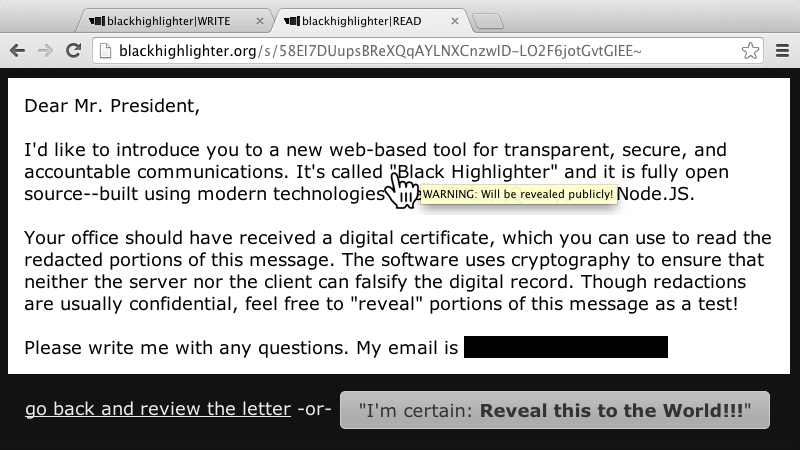 blackhighlighter|WRITE
blackhighlighter|READ
blackhighlighter.org/s/58El7DUupsBReXQqAYLNXCnzwID-LO2F6jotGvtGIEE~
Dear Mr. President,
I'd like to introduce you to a new web-based tool for transparent, secure, and
accountable communications. It's called "Black Highlighter" and it is fully open
source--built using modern technologies Node.JS.
WARNING: Will be revealed publicly!
Your office should have received a digital certificate, which you can use to read the
redacted portions of this message. The software uses cryptography to ensure that
neither the server nor the client can falsify the digital record. Though redactions
are usually confidential, feel free to "reveal" portions of this message as a test!
Please write me with any questions. My email is
go back and review the letter -or-
"I'm certain: Reveal this to the World!!!"